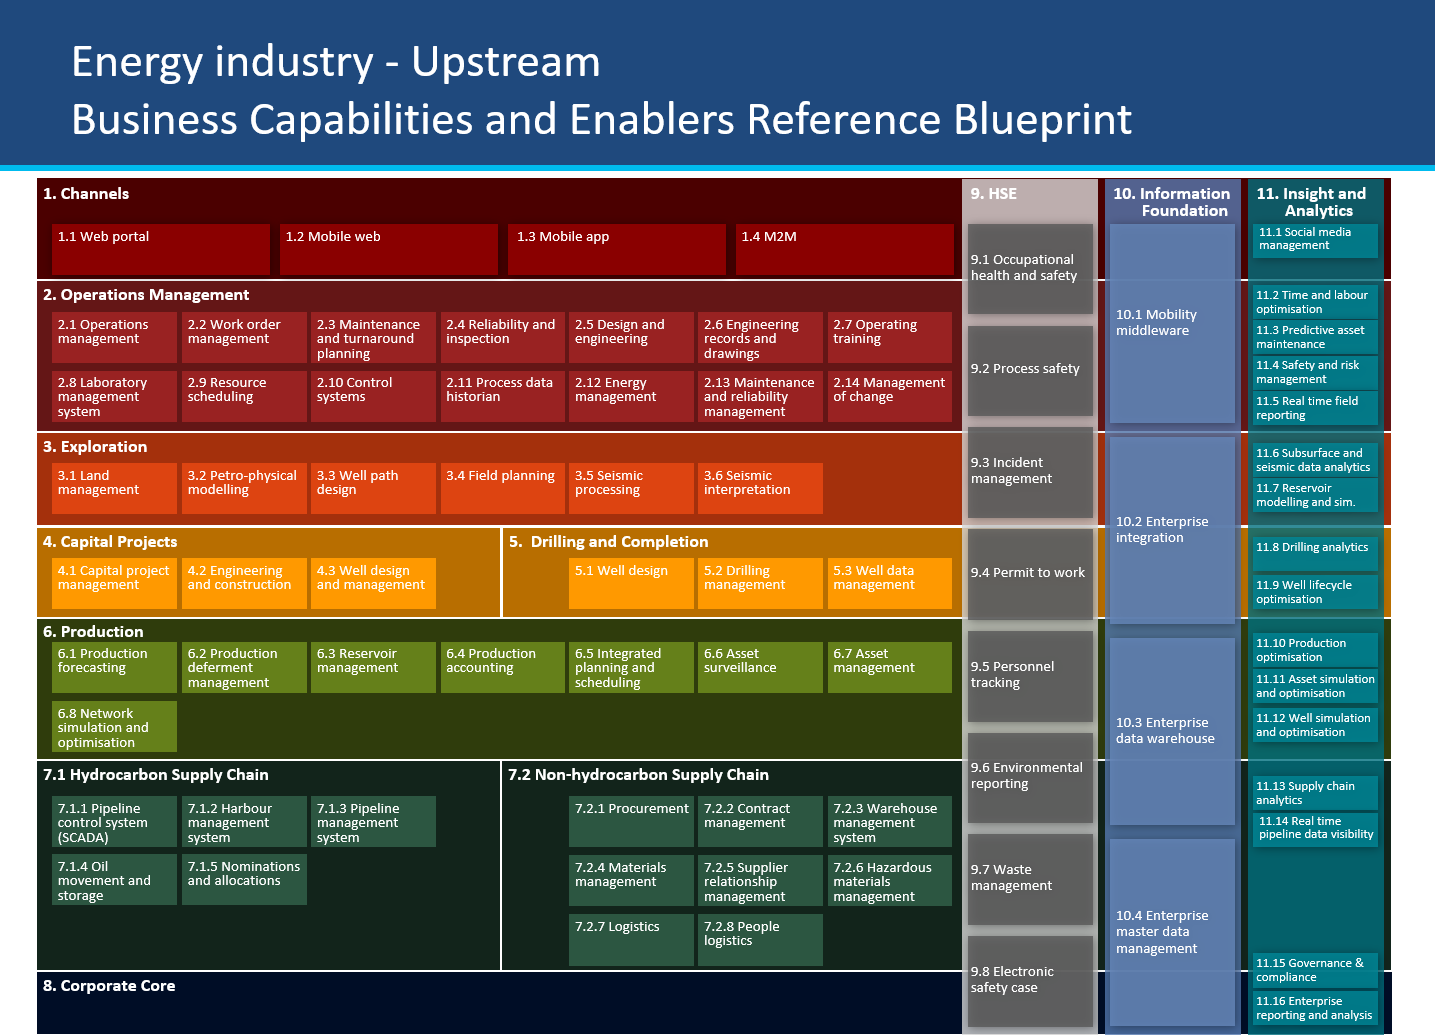 Energy industry - Upstream
Business Capabilities and Enablers Reference Blueprint
1. Channels
1.1 Web portal
1.2 Mobile web
1.3 Mobile app
1.4 M2M
2. Operations Management
2.1 Operations
management
2.2 Work order
management
2.3 Maintenance
and turnaround
planning
2.4 Reliability and
inspection
2.5 Design and
engineering
2.6 Engineering
records and
drawings
2.7 Operating
training
2.8 Laboratory
management
system
2.9 Resource
scheduling
2.10 Control
systems
2.11 Process data
historian
2.12 Energy
management
2.13 Maintenance
and reliability
management
2.14 Management
of change
3. Exploration
3.1 Land
management
3.2 Petro-physical
modelling
3.3 Well path
design
3.4 Field planning
3.5 Seismic
processing
3.6 Seismic
interpretation
4. Capital Projects
4.1 Capital project
management
4.2 Engineering
and construction
4.3 Well design
and management
5. Drilling and Completion
5.1 Well design
5.2 Drilling
management
5.3 Well data
management
6. Production
6.1 Production
forecasting
6.2 Production
deferment
management
6.3 Reservoir
management
6.4 Production
accounting
6.5 Integrated
planning and
scheduling
6.6 Asset
surveillance
6.7 Asset
management
6.8 Network
simulation and
optimisation
7.1 Hydrocarbon Supply Chain
7.1.1 Pipeline
control system
(SCADA)
7.1.2 Harbour
management
system
7.1.3 Pipeline
management
system
7.1.4 Oil
movement and
storage
7.1.5 Nominations
and allocations
7.2 Non-hydrocarbon Supply Chain
7.2.1 Procurement
7.2.2 Contract
management
7.2.3 Warehouse
management
system
7.2.4 Materials
management
7.2.5 Supplier
relationship
management
7.2.6 Hazardous
materials
management
7.2.7 Logistics
7.2.8 People
logistics
8. Corporate Core
9. HSE
9.1 Occupational
health and safety
9.2 Process safety
9.3 Incident
management
9.4 Permit to work
9.5 Personnel
tracking
9.6 Environmental
reporting
9.7 Waste
management
9.8 Electronic
safety case
10. Information
Foundation
10.1 Mobility
middleware
10.2 Enterprise
integration
10.3 Enterprise
data warehouse
10.4 Enterprise
master data
management
11. Insight and
Analytics
11.1 Social media
management
11.2 Time and labour
optimisation
11.3 Predictive asset
maintenance
11.4 Safety and risk
management
11.5 Real time field
reporting
11.6 Subsurface and
seismic data analytics
11.7 Reservoir
modelling and sim.
11.8 Drilling analytics
11.9 Well lifecycle
optimisation
11.10 Production
optimisation
11.11 Asset simulation
and optimisation
11.12 Well simulation
and optimisation
11.13 Supply chain
analytics
11.14 Real time
pipeline data visibility
11.15 Governance &
compliance
11.16 Enterprise
reporting and analysis